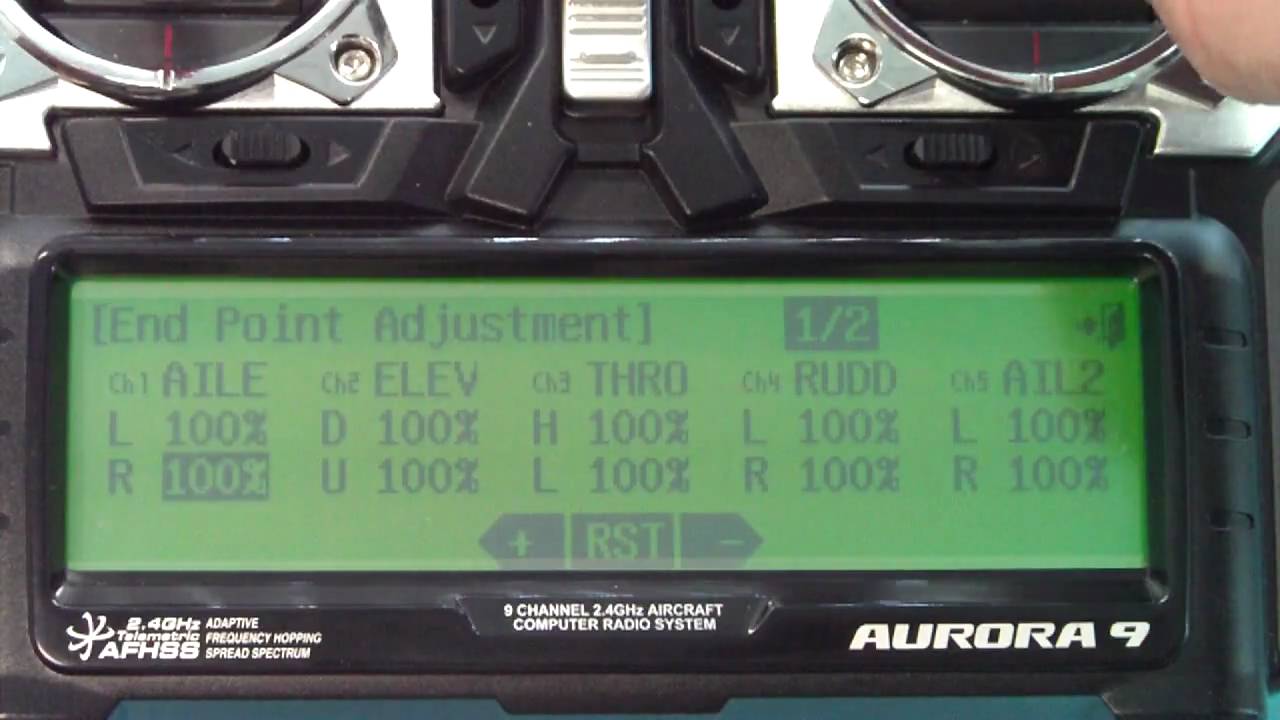 [End Point Adjustment] 1/2
Ch1 AILE Ch2 ELEV Ch3 THRO Ch4 RUDD Ch5 AIL2
L 100% D 100% H 100% L 100% L 100%
R 100% U 100% L 100% R 100% R 100%
+ RST -
2.4GHz
Telemetric
AFHSS
ADAPTIVE
FREQUENCY HOPPING
SPREAD SPECTRUM
9 CHANNEL 2.4GHz AIRCRAFT
COMPUTER RADIO SYSTEM
AURORA 9